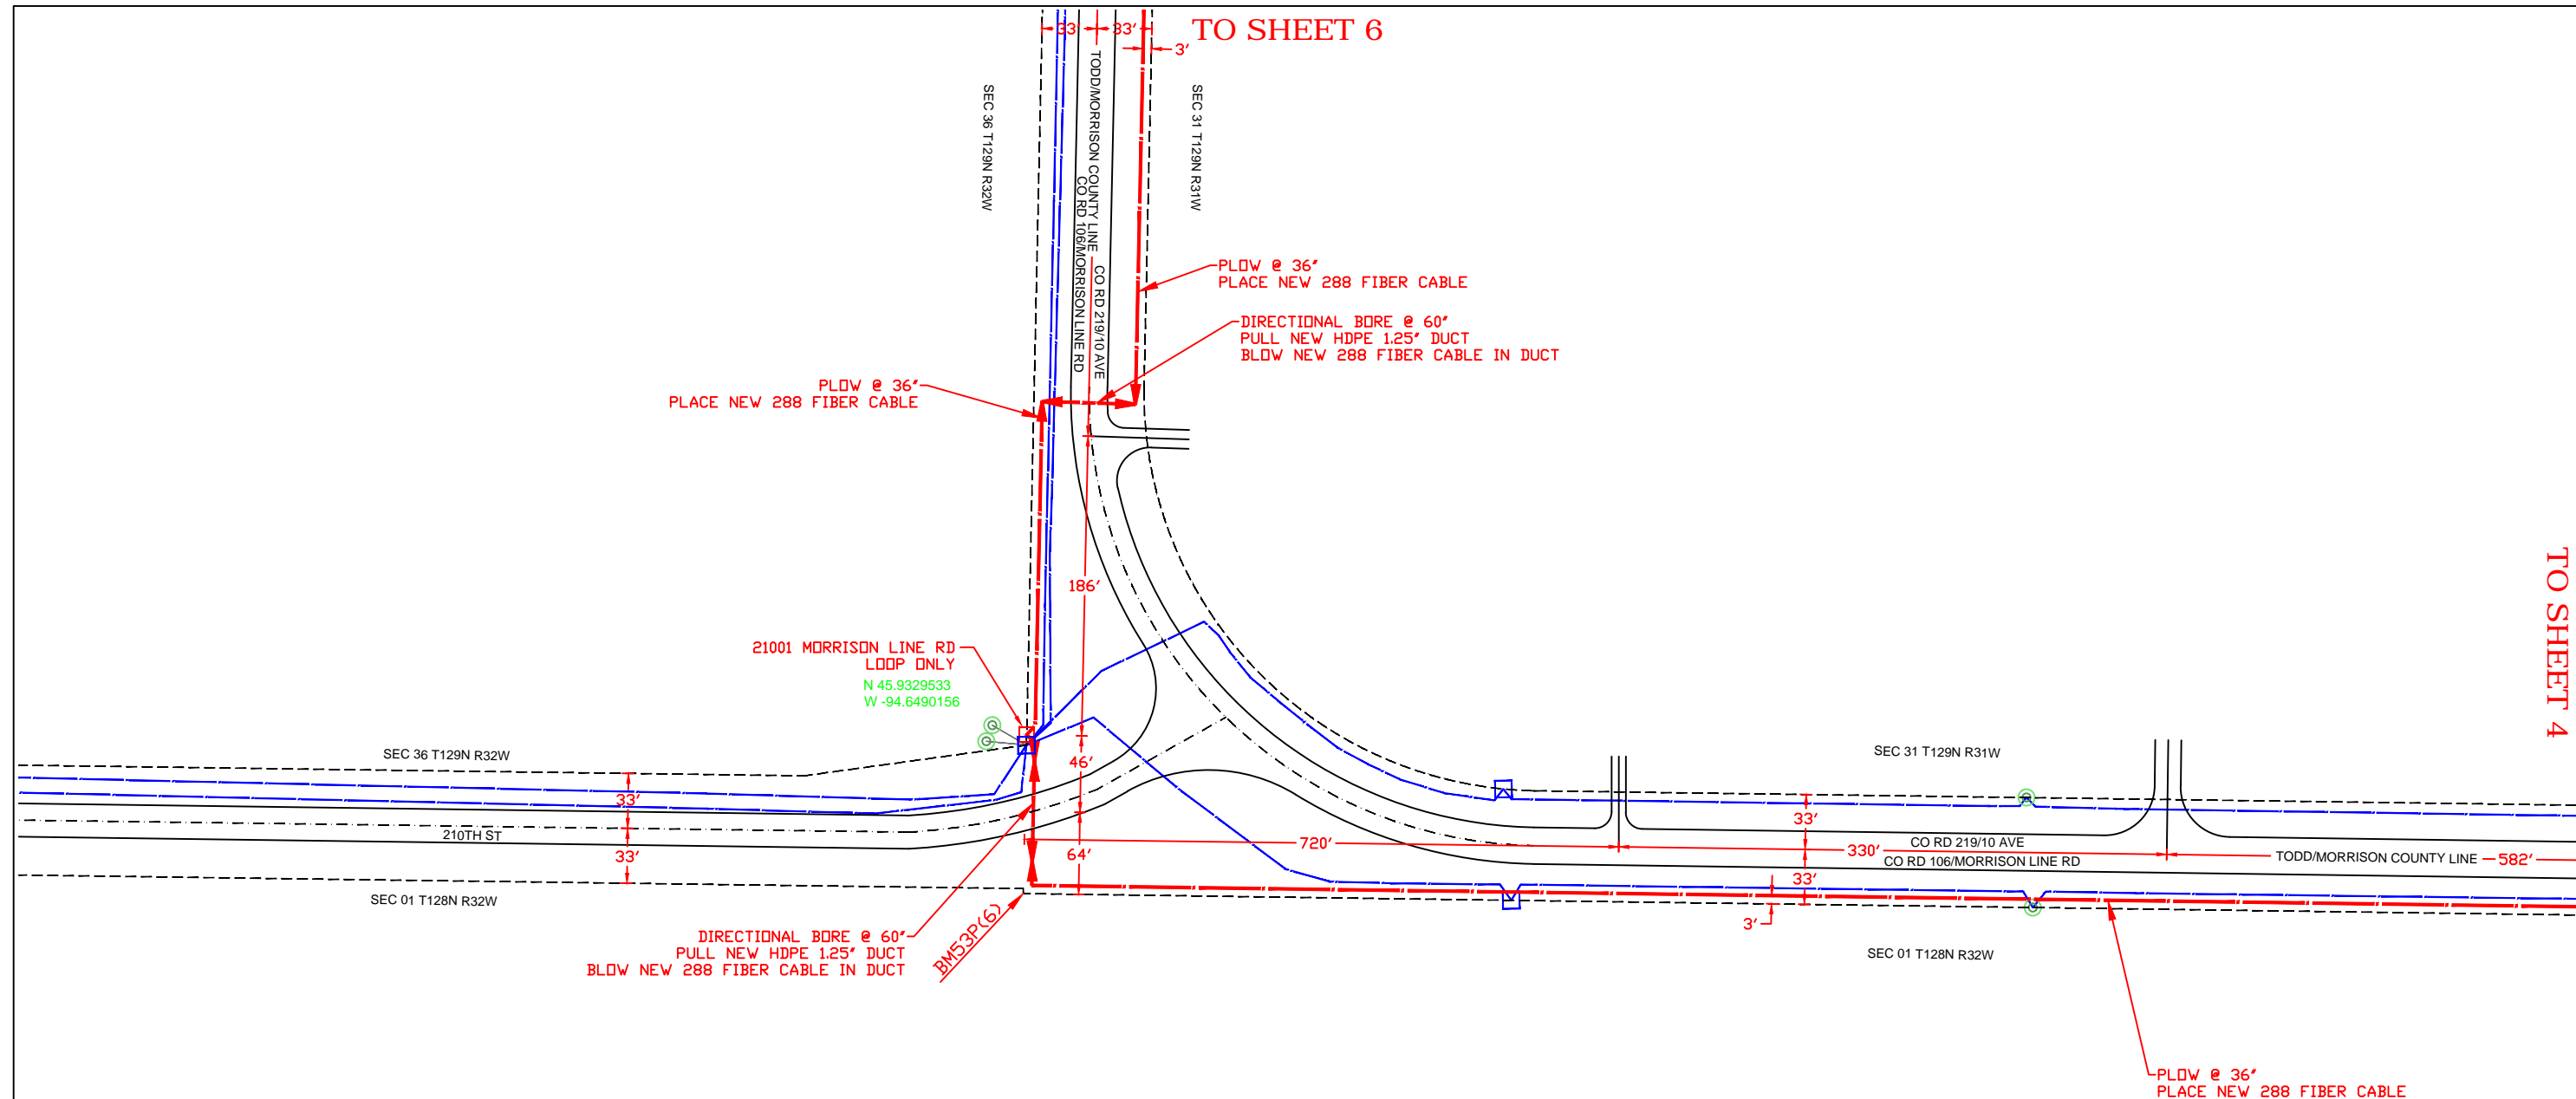 33'
33'
TO SHEET 6
3'
TODD/MORRISON COUNTY LINE
CO RD 219/10 AVE
CO RD 106/MORRISON LINE RD
SEC 36 T129N R32W
SEC 31 T129N R31W
PLOW @ 36"
PLACE NEW 288 FIBER CABLE
DIRECTIONAL BORE @ 60"
PULL NEW HDPE 1.25" DUCT
BLOW NEW 288 FIBER CABLE IN DUCT
PLOW @ 36"
PLACE NEW 288 FIBER CABLE
186'
21001 MORRISON LINE RD
LOOP ONLY
N 45.9329533
W -94.6490156
TO SHEET 4
SEC 36 T129N R32W
33'
210TH ST
33'
SEC 01 T128N R32W
46'
64'
720'
SEC 31 T129N R31W
33'
CO RD 219/10 AVE
330'
CO RD 106/MORRISON LINE RD
TODD/MORRISON COUNTY LINE
582'
33'
3'
SEC 01 T128N R32W
DIRECTIONAL BORE @ 60"
PULL NEW HDPE 1.25" DUCT
BLOW NEW 288 FIBER CABLE IN DUCT
BM53P(6)
PLOW @ 36"
PLACE NEW 288 FIBER CABLE